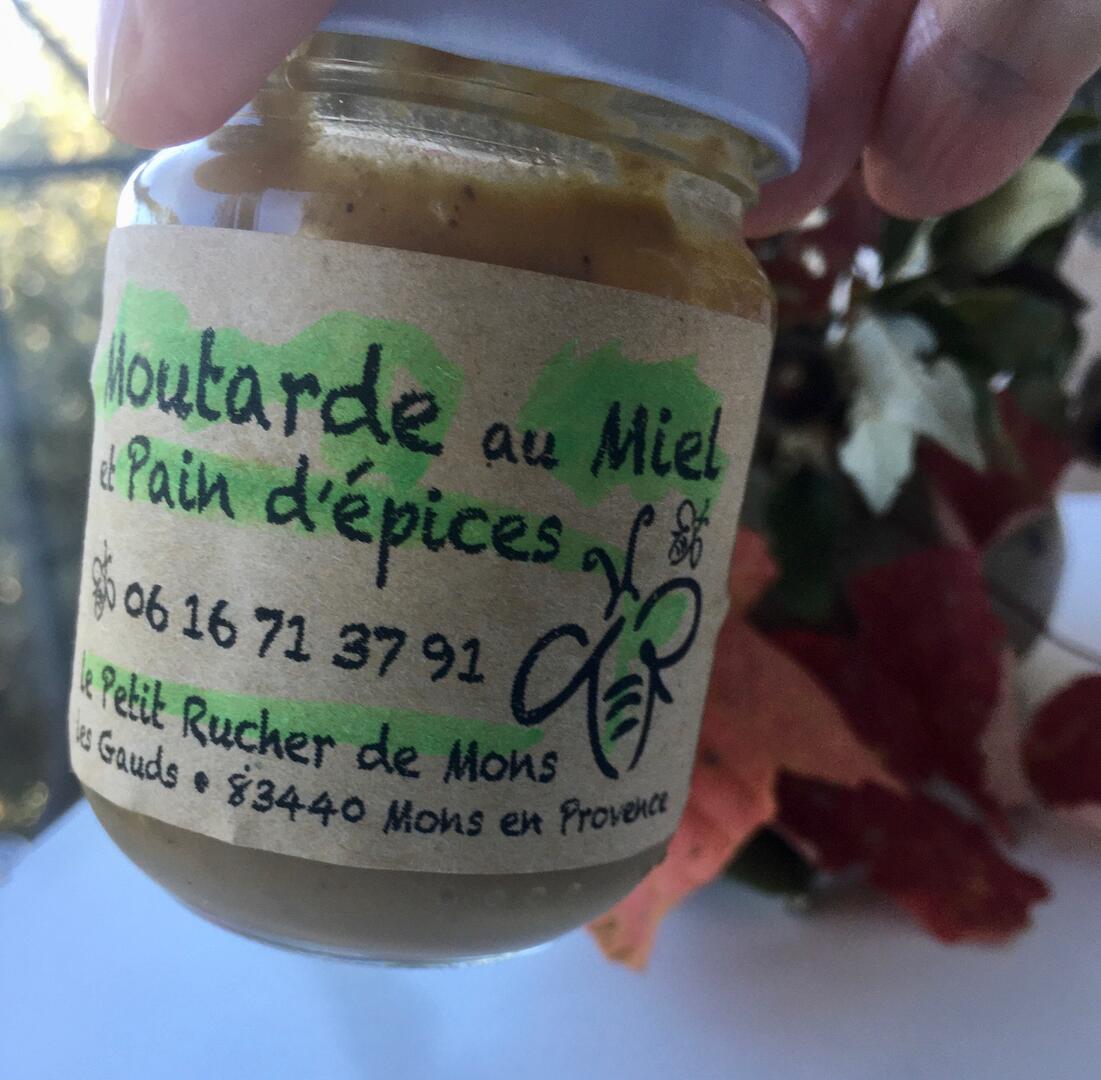 Moutarde au Miel
et Pain d'épices
06 16 71 37 91
le Petit Rucher de Mons
les Gauds • 83440 Mons en Provence